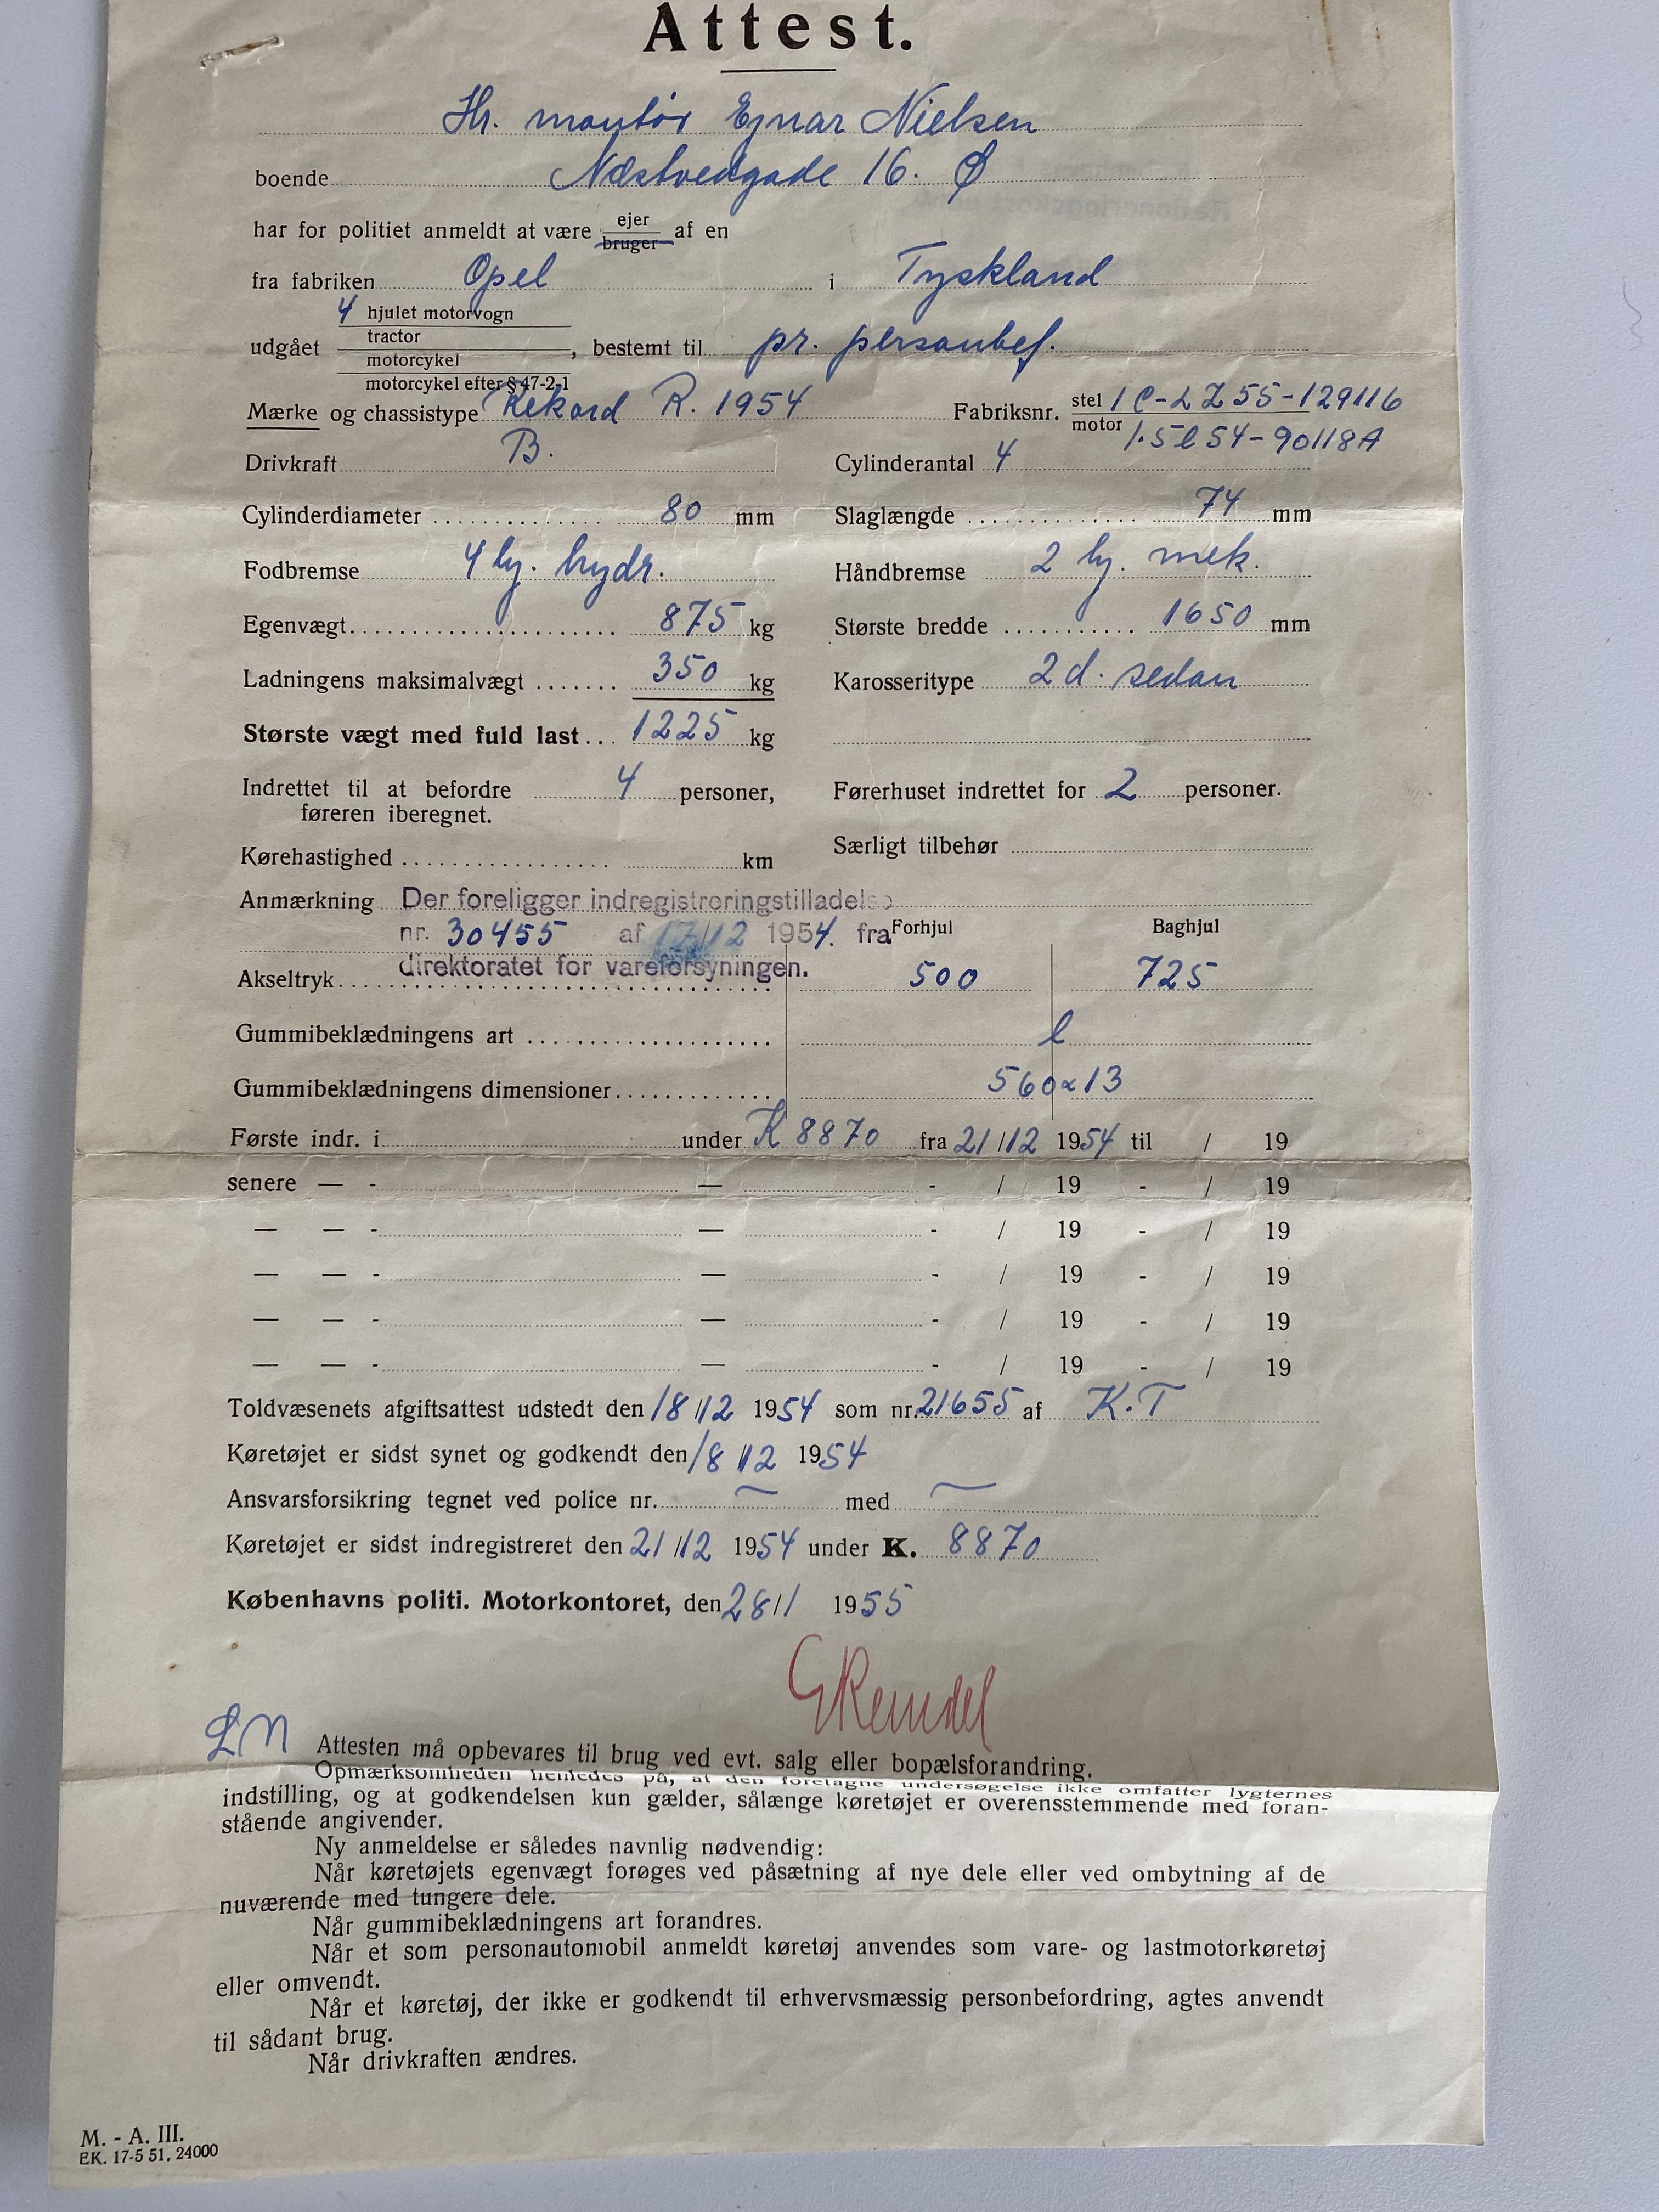 Attest.
Hr. montör Ejnar Nielsen
boende Næstvedgade 16. Ø
har for politiet anmeldt at være ejer bruger af en
fra fabriken Opel i Tyskland
4 hjulet motorvogn
tractor
udgået motorcykel, bestemt til pr. personbef.
motorcykel efter § 47-2-1
Mærke og chassistype Rekord R. 1954 Fabriksnr. stel 1C-LZ55-129116
motor 1.5l54-90118A
Drivkraft B. Cylinderantal 4
Cylinderdiameter 80 mm Slaglængde 74 mm
Fodbremse 4 hj. hydr. Håndbremse 2 hj. mek.
Egenvægt 875 kg Største bredde 1650 mm
Ladningens maksimalvægt 350 kg Karosseritype 2 d. sedan
Største vægt med fuld last 1225 kg
Indrettet til at befordre 4 personer, Førerhuset indrettet for 2 personer.
føreren iberegnet.
Kørehastighed km Særligt tilbehør
Anmærkning Der foreligger indregistreringstilladelse
nr. 30455 af 17/12 1954. fra Forhjul Baghjul
direktoratet for vareforsyningen.
Akseltryk 500 725
Gummibeklædningens art l
Gummibeklædningens dimensioner 560x13
Første indr. i under K 8870 fra 21/12 1954 til / 19
senere — - — - / 19 - / 19
— — - — - / 19 - / 19
— — - — - / 19 - / 19
— — - — - / 19 - / 19
— — - — - / 19 - / 19
Toldvæsenets afgiftsattest udstedt den 18/12 1954 som nr. 21655 af K.T
Køretøjet er sidst synet og godkendt den 18/12 1954
Ansvarsforsikring tegnet ved police nr. — med —
Køretøjet er sidst indregistreret den 21/12 1954 under K. 8870
Københavns politi. Motorkontoret, den 28/1 1955
LN
Attesten må opbevares til brug ved evt. salg eller bopælsforandring.
Opmærksomheden henledes på, at den foretagne undersøgelse ikke omfatter lygternes
indstilling, og at godkendelsen kun gælder, sålænge køretøjet er overensstemmende med foran-
stående angivender.
Ny anmeldelse er således navnlig nødvendig:
Når køretøjets egenvægt forøges ved påsætning af nye dele eller ved ombytning af de
nuværende med tungere dele.
Når gummibeklædningens art forandres.
Når et som personautomobil anmeldt køretøj anvendes som vare- og lastmotorkøretøj
eller omvendt.
Når et køretøj, der ikke er godkendt til erhvervsmæssig personbefordring, agtes anvendt
til sådant brug.
Når drivkraften ændres.
M. - A. III.
EK. 17-5 51. 24000